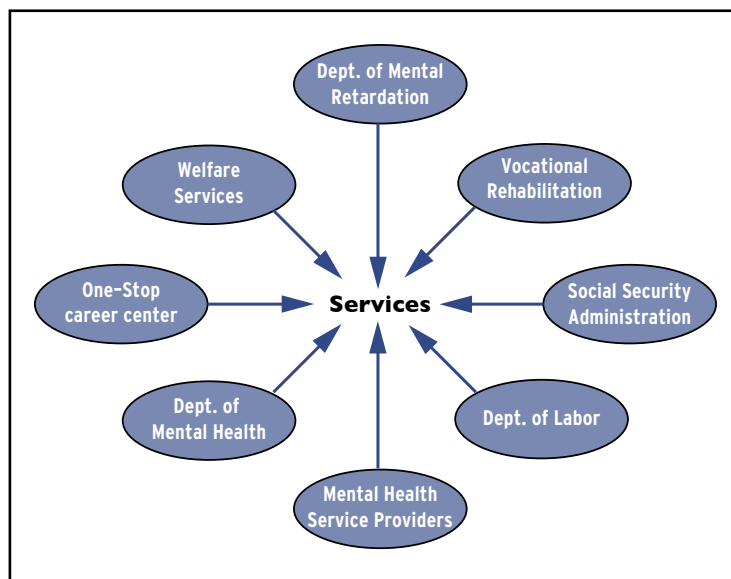 Dept. of Mental
Retardation
Welfare
Services
Vocational
Rehabilitation
One-Stop
career center
Services
Social Security
Administration
Dept. of
Mental Health
Dept. of Labor
Mental Health
Service Providers